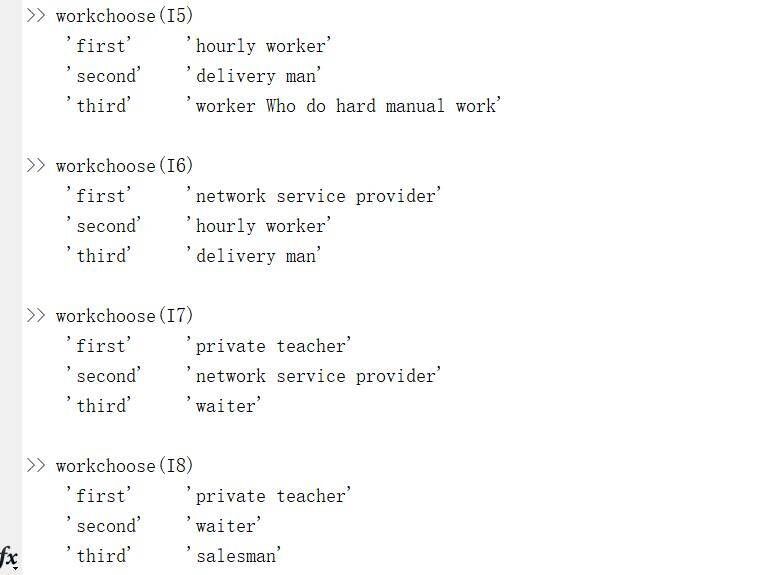 >> workchoose(I5)
'first' 'hourly worker'
'second' 'delivery man'
'third' 'worker Who do hard manual work'
>> workchoose(I6)
'first' 'network service provider'
'second' 'hourly worker'
'third' 'delivery man'
>> workchoose(I7)
'first' 'private teacher'
'second' 'network service provider'
'third' 'waiter'
>> workchoose(I8)
'first' 'private teacher'
'second' 'waiter'
fx 'third' 'salesman'